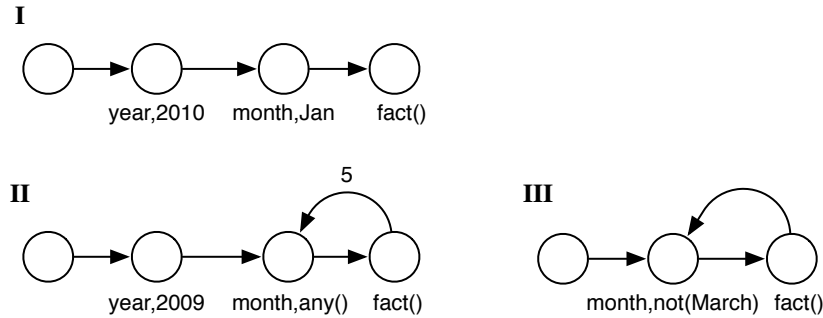 I
year,2010 month,Jan fact()
II
5
III
year,2009 month,any() fact()
month,not(March) fact()